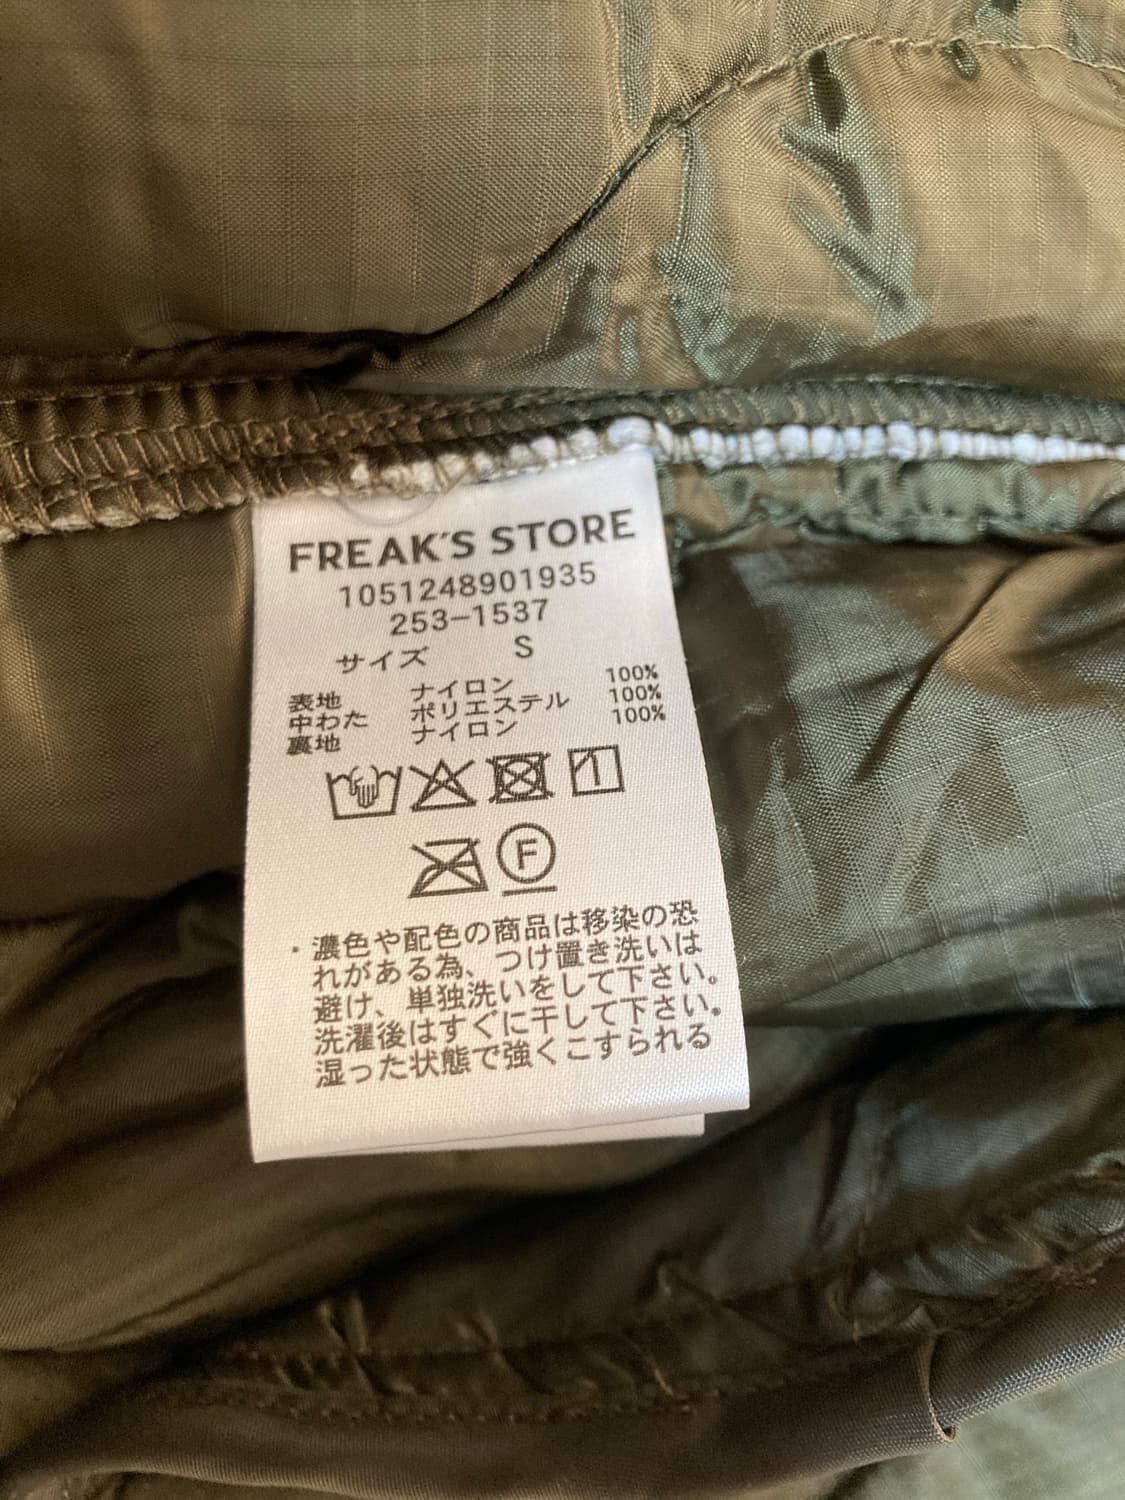 FREAK'S STORE
1051248901935
253-1537
サイズ S
表地 ナイロン 100%
中わた ポリエステル 100%
裏地 ナイロン 100%
F
・濃色や配色の商品は移染の恐
れがある為、つけ置き洗いは
避け、単独洗いをして下さい。
洗濯後はすぐに干して下さい。
湿った状態で強くこすられる